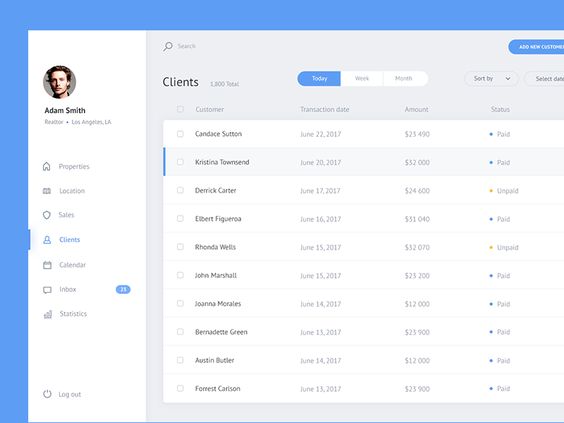 Search
ADD NEW CUSTOMER
Clients 1,800 Total
Today Week Month
Sort by
Select date
Adam Smith
Realtor • Los Angeles, LA
Properties
Location
Sales
Clients
Calendar
Inbox 25
Statistics
Log out
Customer Transaction date Amount Status
Candace Sutton June 22, 2017 $23 490 Paid
Kristina Townsend June 20, 2017 $32 000 Paid
Derrick Carter June 17, 2017 $24 600 Unpaid
Elbert Figueroa June 16, 2017 $31 040 Paid
Rhonda Wells June 15, 2017 $32 070 Unpaid
John Marshall June 15, 2017 $23 200 Paid
Joanna Morales June 14, 2017 $12 000 Paid
Bernadette Green June 13, 2017 $23 900 Paid
Austin Butler June 14, 2017 $12 000 Paid
Forrest Carlson June 13, 2017 $23 900 Paid